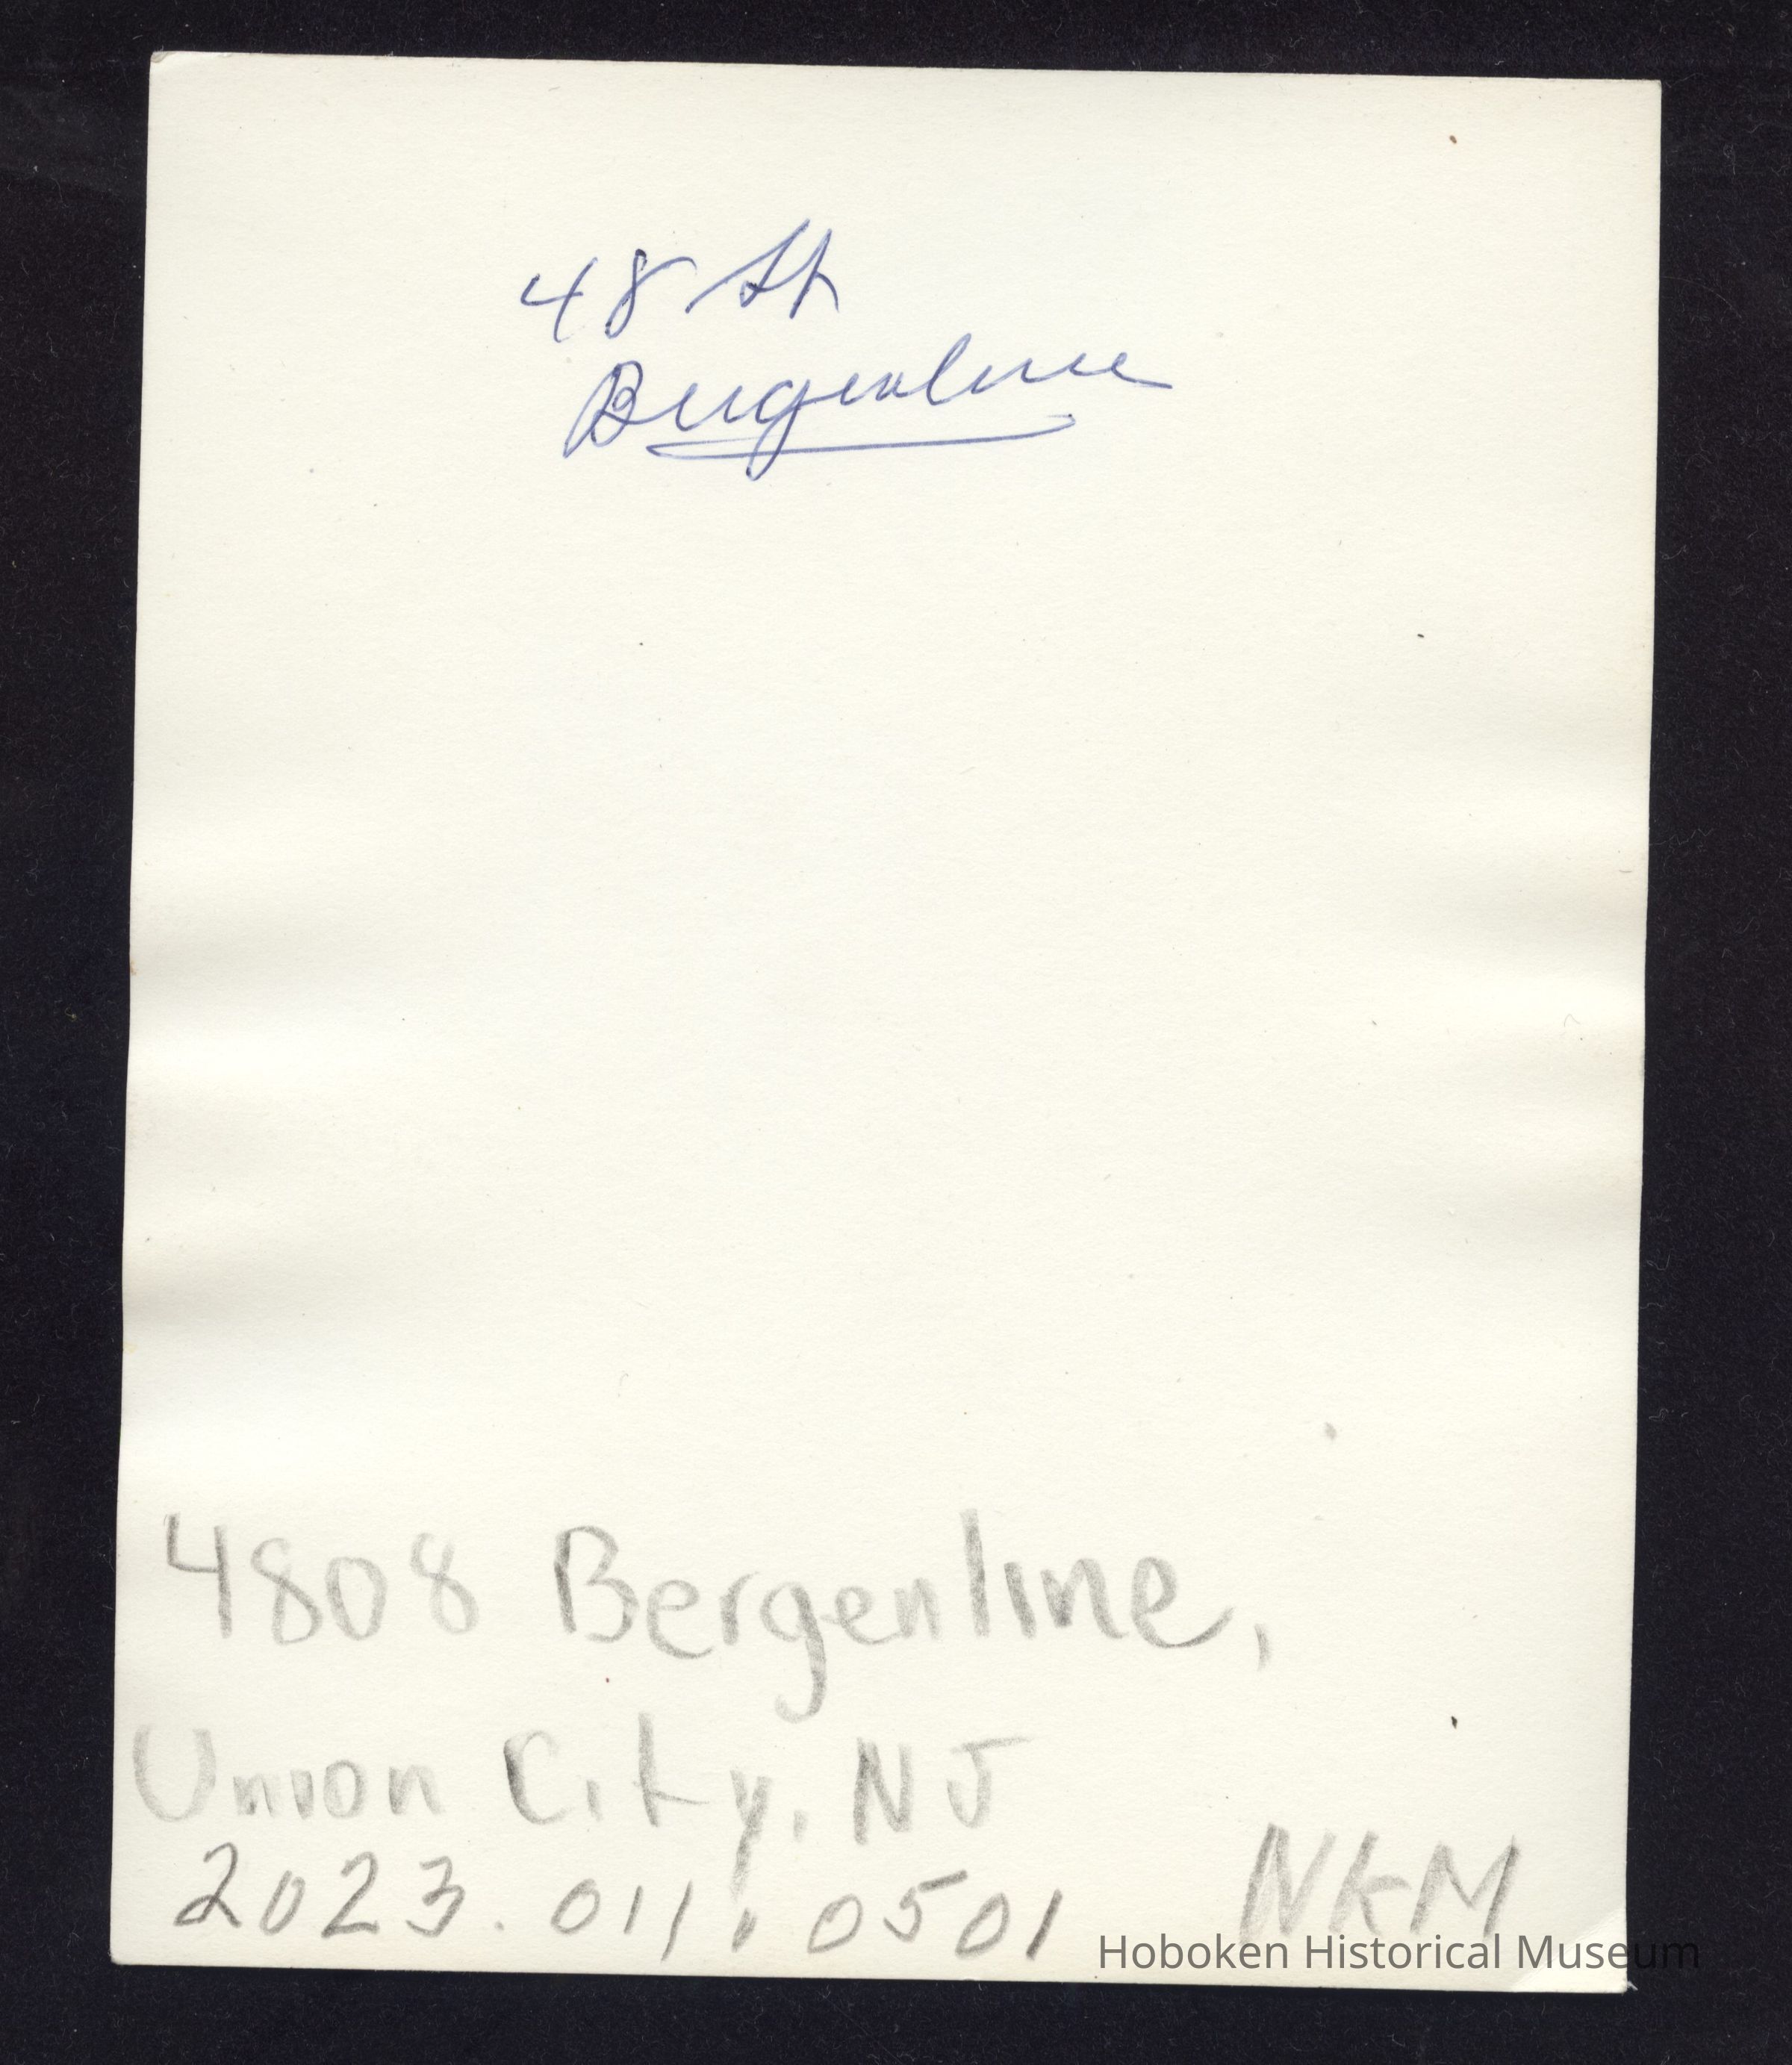 48 St
Bergenline
4808 Bergenline,
Union City, NJ
2023.011.0501 NKM
Hoboken Historical Museum